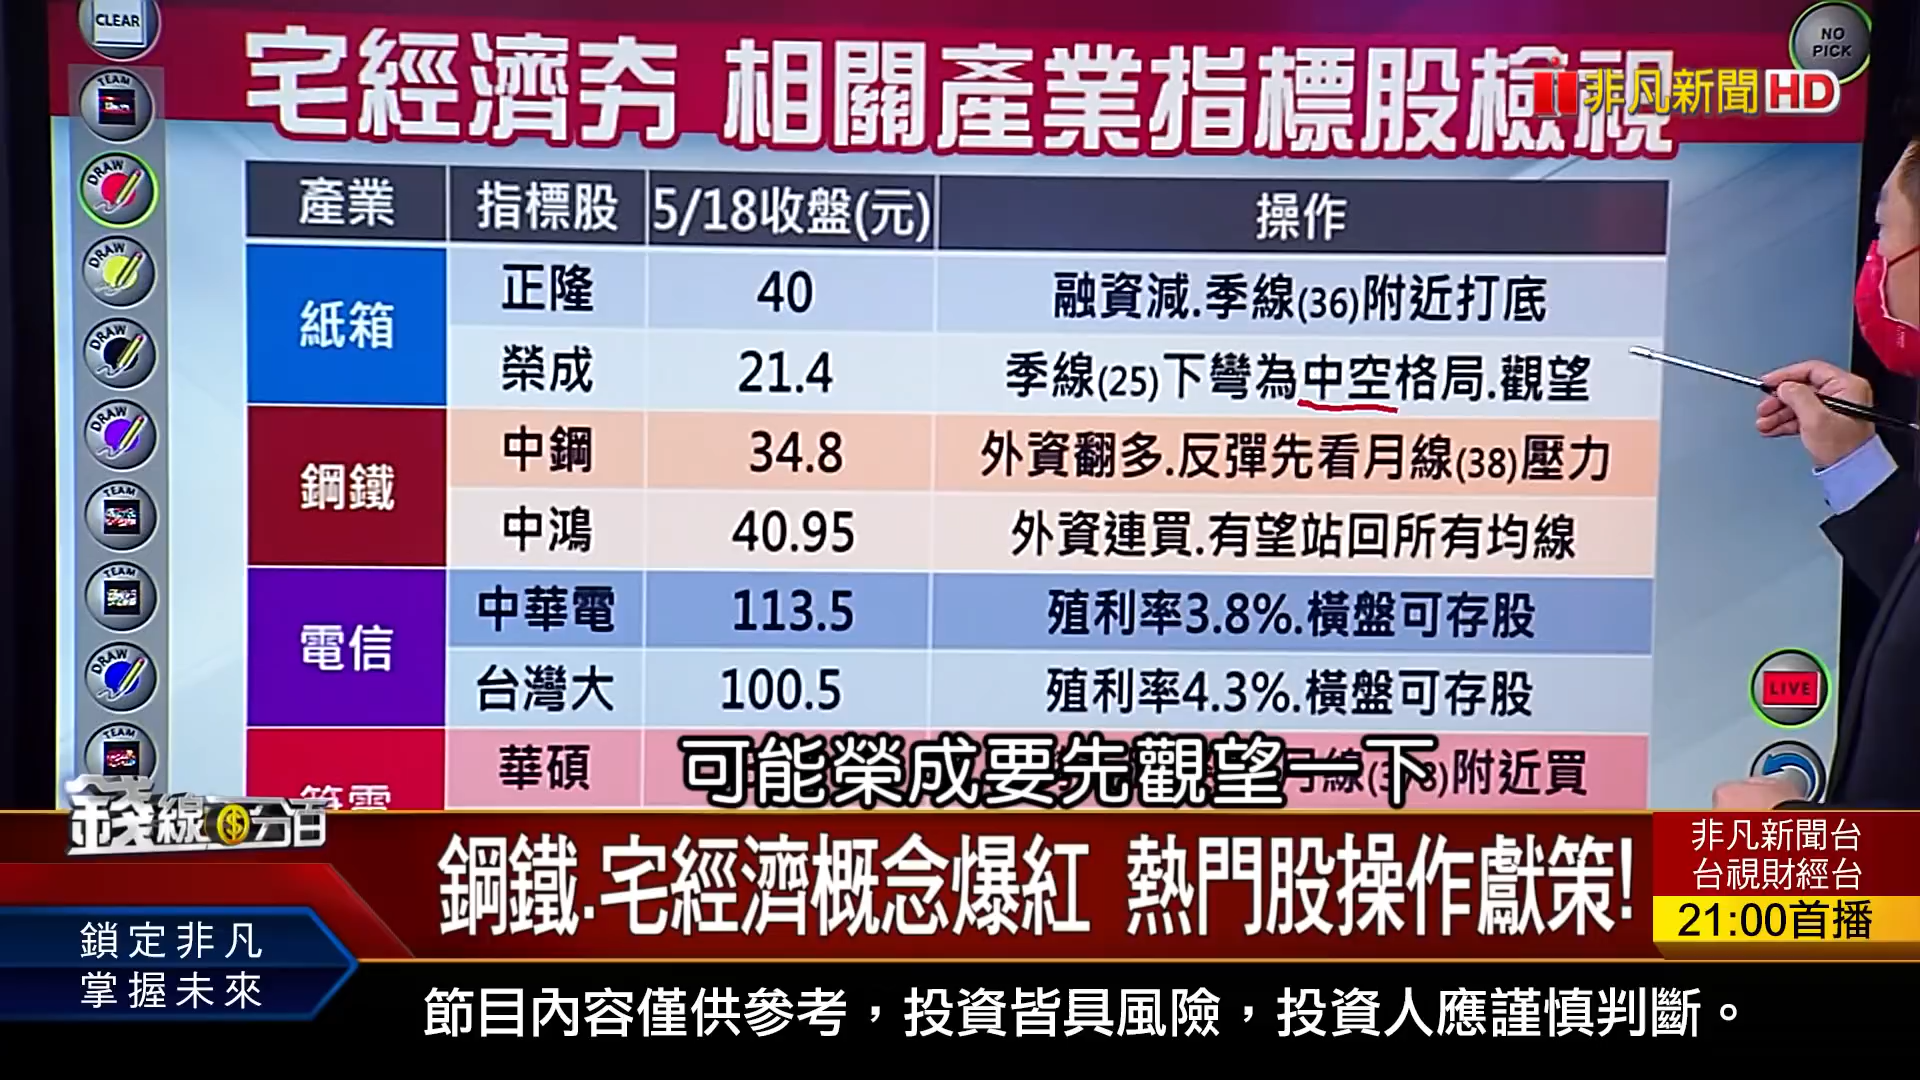 CLEAR
NO PICK
宅經濟夯 相關產業指標股檢視
非凡新聞HD
TEAM
DRAW
DRAW
DRAW
DRAW
TEAM
TEAM
DRAW
TEAM
產業 指標股 5/18收盤(元) 操作
紙箱 正隆 40 融資減.季線(36)附近打底
榮成 21.4 季線(25)下彎為中空格局.觀望
鋼鐵 中鋼 34.8 外資翻多.反彈先看月線(38)壓力
中鴻 40.95 外資連買.有望站回所有均線
電信 中華電 113.5 殖利率3.8%.橫盤可存股
台灣大 100.5 殖利率4.3%.橫盤可存股
筆電 華碩 附近買
LIVE
可能榮成要先觀望一下
錢線百分百
鋼鐵.宅經濟概念爆紅 熱門股操作獻策!
非凡新聞台
台視財經台
21:00首播
鎖定非凡
掌握未來
節目內容僅供參考，投資皆具風險，投資人應謹慎判斷。